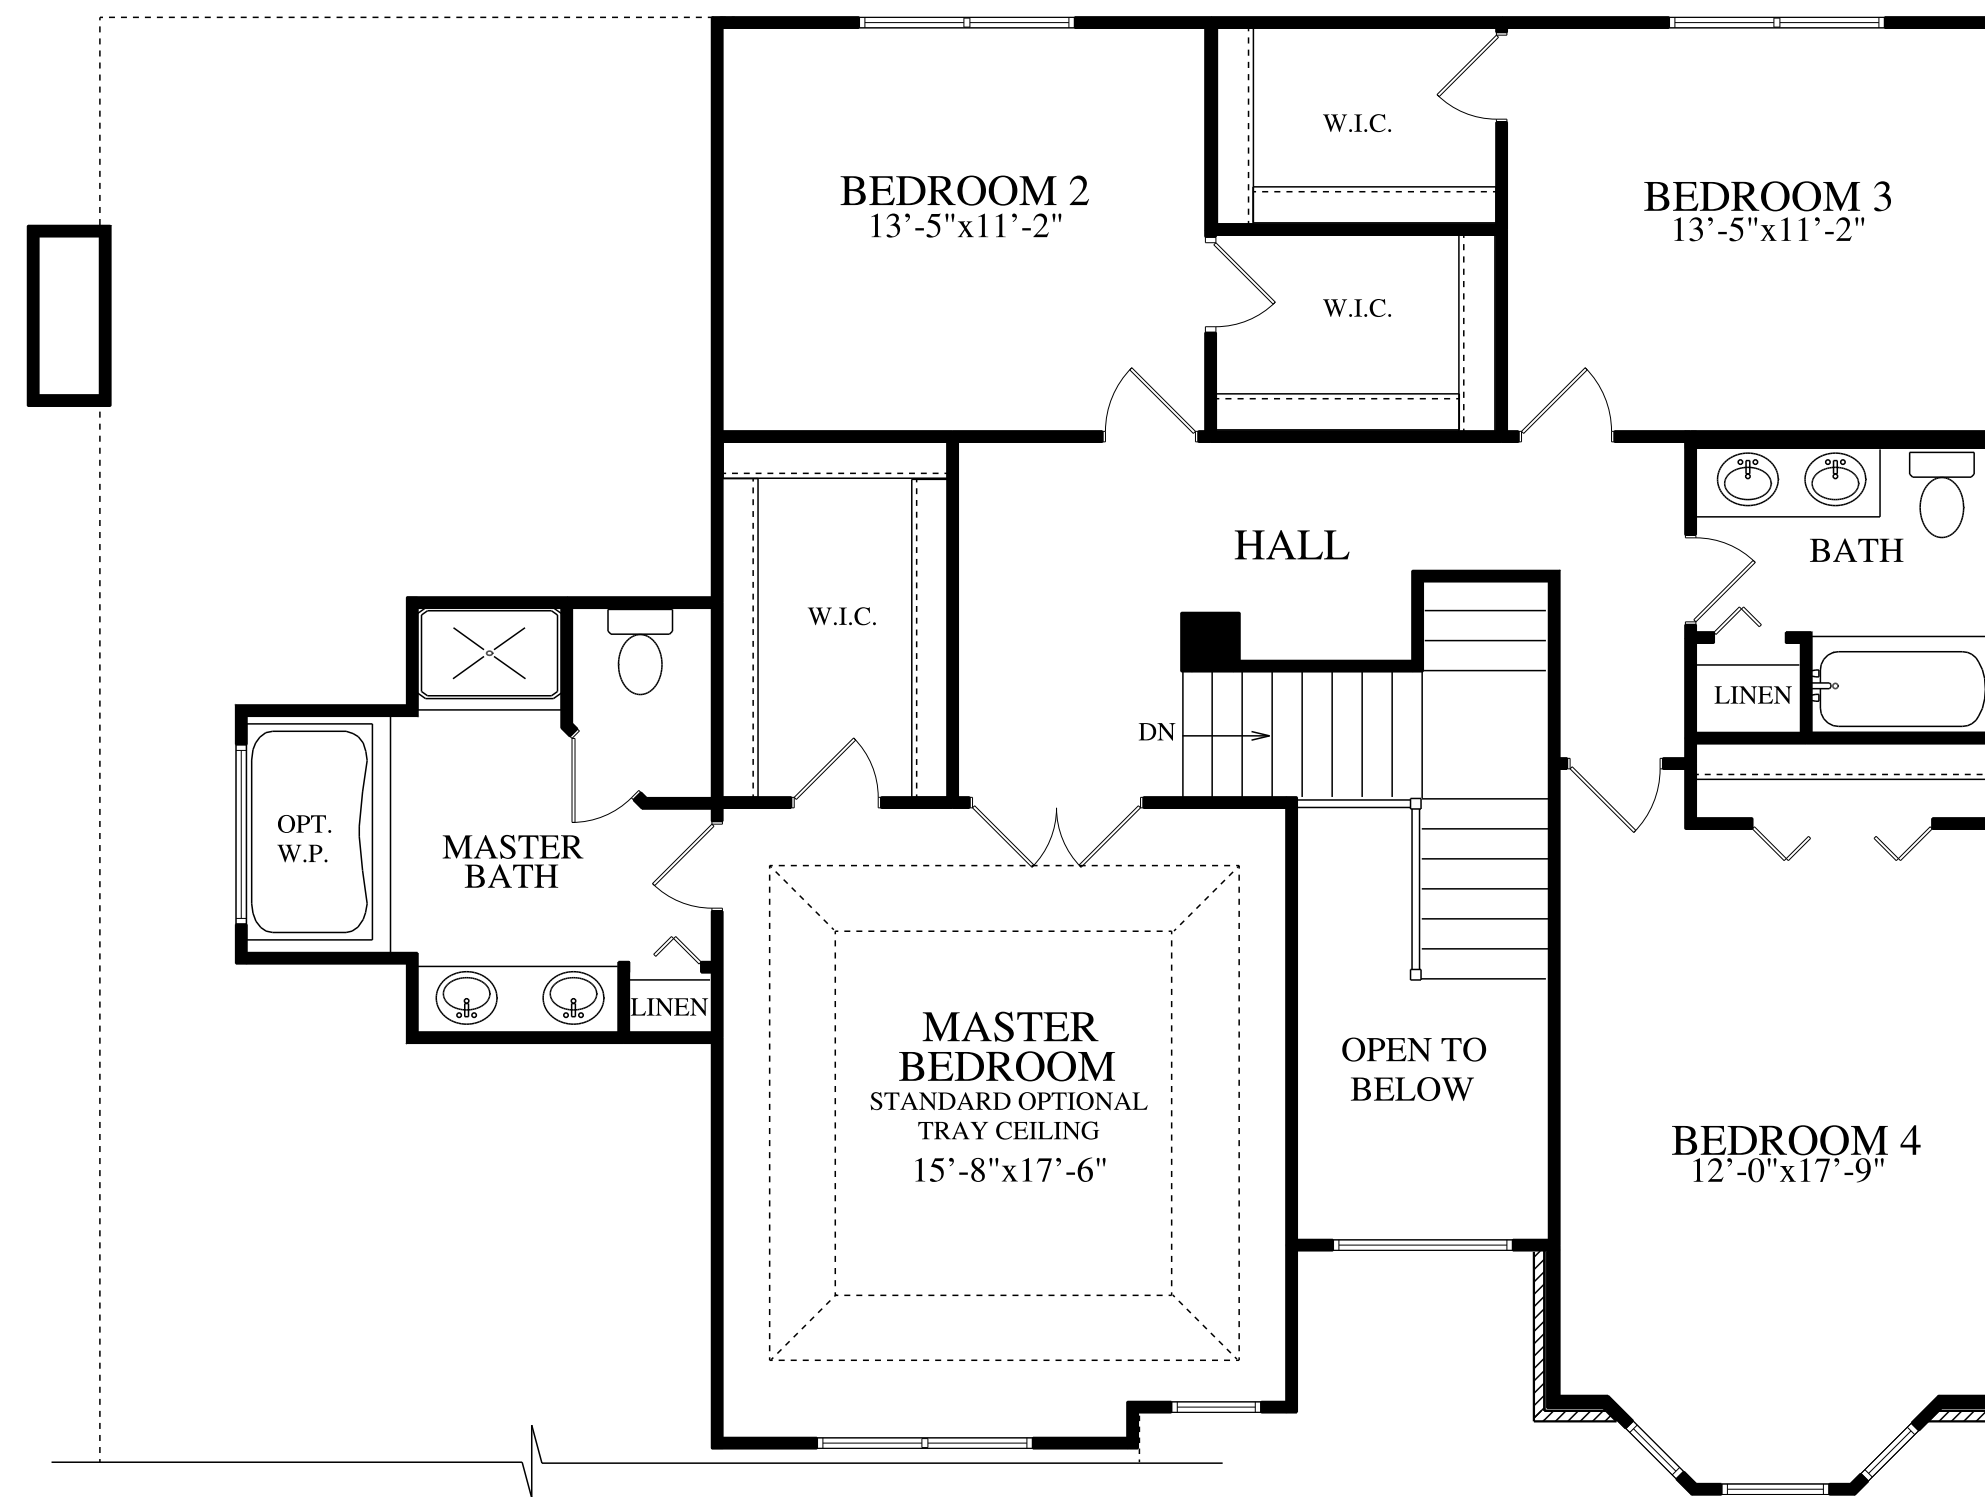 W.I.C.
BEDROOM 2
13'-5"x11'-2"
BEDROOM 3
13'-5"x11'-2"
W.I.C.
HALL
BATH
W.I.C.
LINEN
DN
OPT.
W.P.
MASTER
BATH
LINEN
MASTER
BEDROOM
STANDARD OPTIONAL
TRAY CEILING
15'-8"x17'-6"
OPEN TO
BELOW
BEDROOM 4
12'-0"x17'-9"